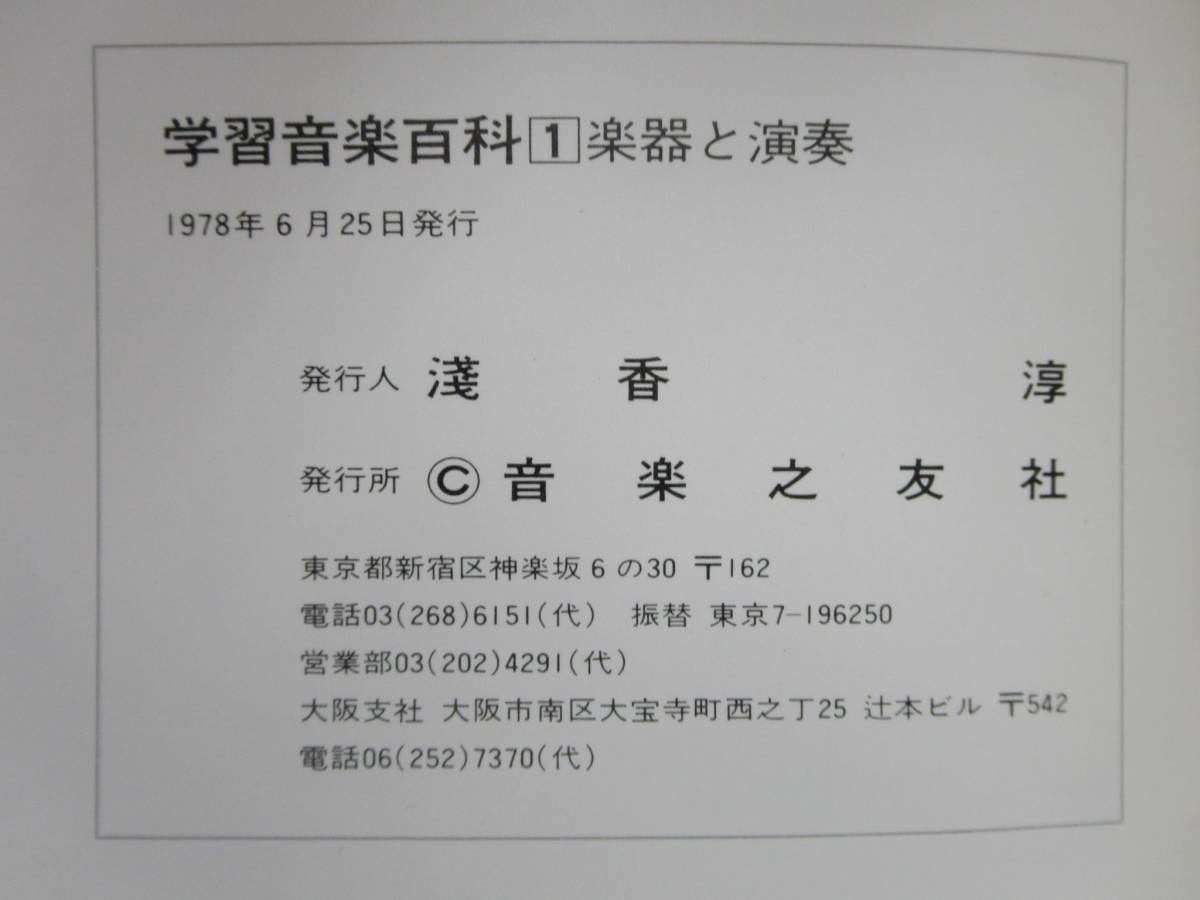 学習音楽百科1楽器と演奏
1978年6月25日発行
発行人 淺香淳
発行所 ©音楽之友社
東京都新宿区神楽坂6の30 〒162
電話03(268)6151(代) 振替 東京7-196250
営業部03(202)4291(代)
大阪支社 大阪市南区大宝寺町西之丁25 辻本ビル 〒542
電話06(252)7370(代)